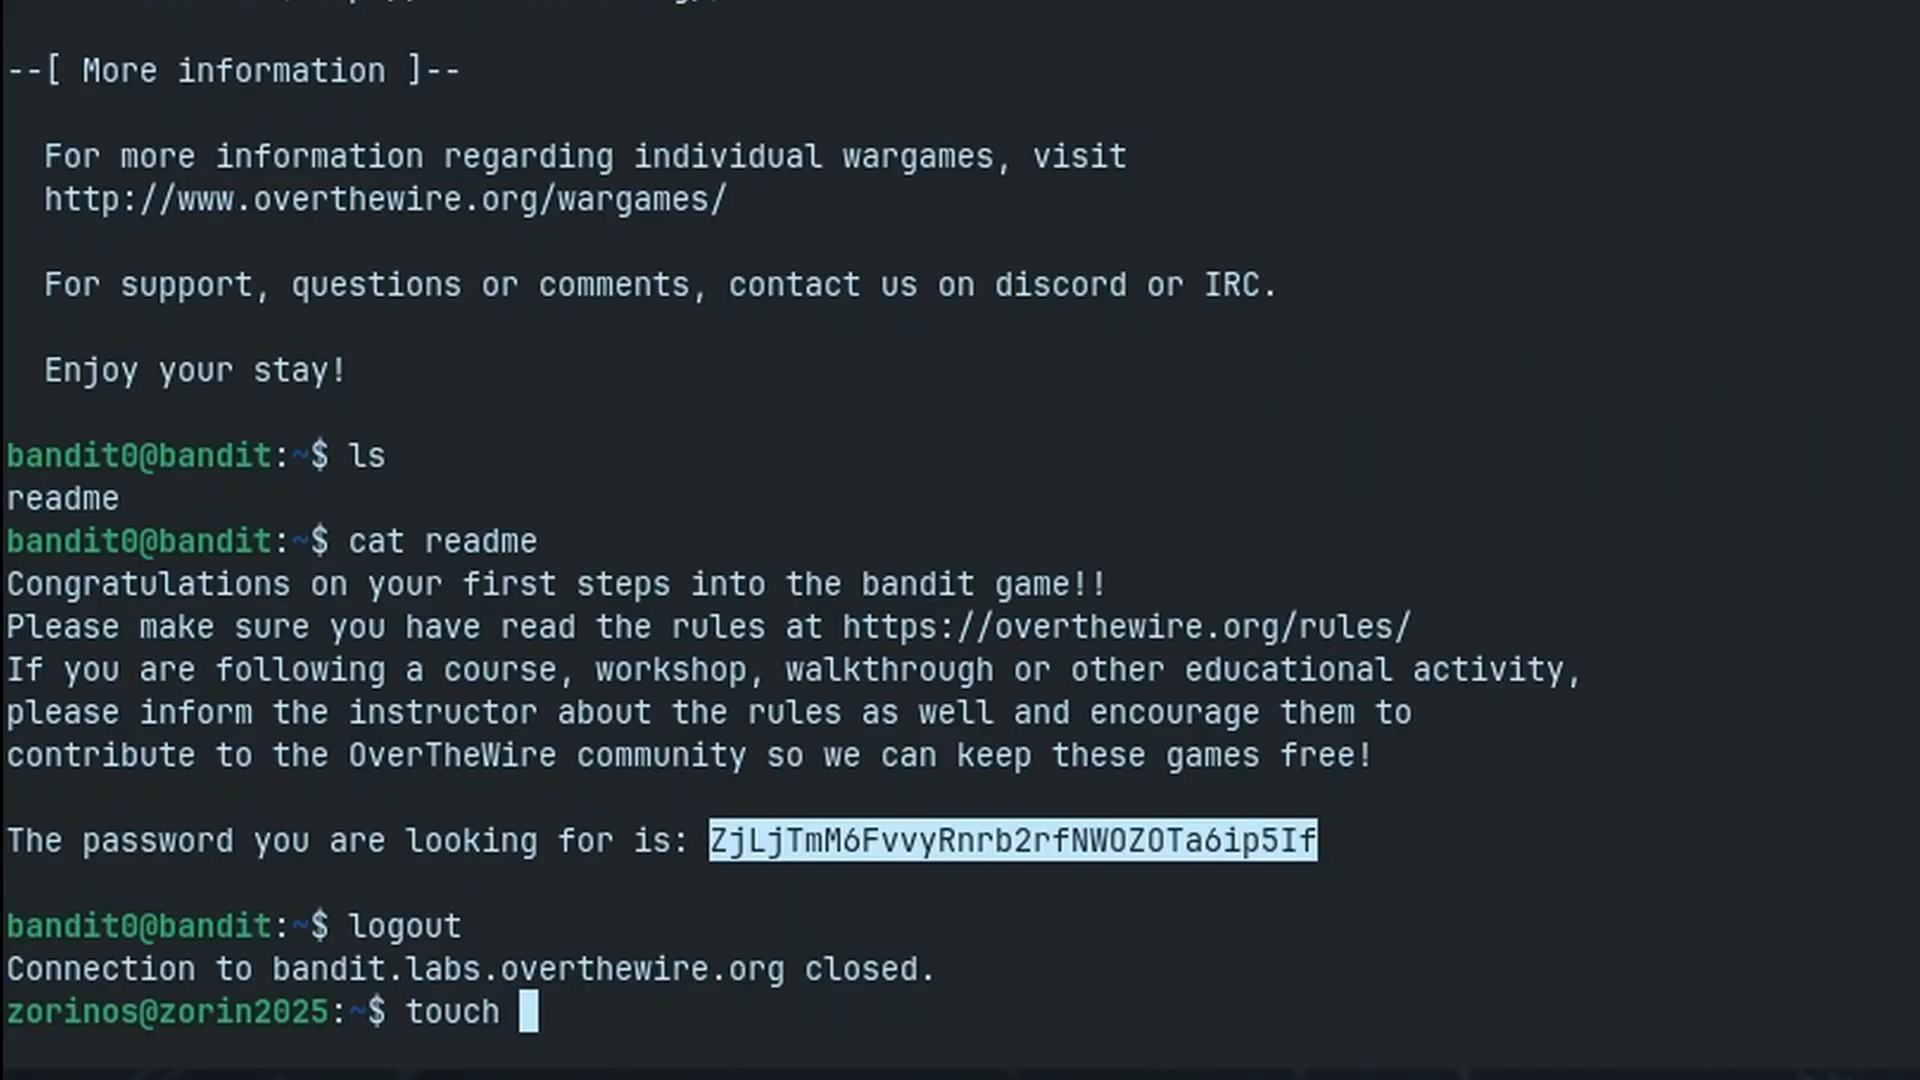 --[ More information ]--
For more information regarding individual wargames, visit
http://www.overthewire.org/wargames/
For support, questions or comments, contact us on discord or IRC.
Enjoy your stay!
bandit0@bandit:~$ ls
readme
bandit0@bandit:~$ cat readme
Congratulations on your first steps into the bandit game!!
Please make sure you have read the rules at https://overthewire.org/rules/
If you are following a course, workshop, walkthrough or other educational activity,
please inform the instructor about the rules as well and encourage them to
contribute to the OverTheWire community so we can keep these games free!
The password you are looking for is: ZjLjTmM6FvvyRnrb2rfNWOZOTa6ip5If
bandit0@bandit:~$ logout
Connection to bandit.labs.overthewire.org closed.
zorinos@zorin2025:~$ touch